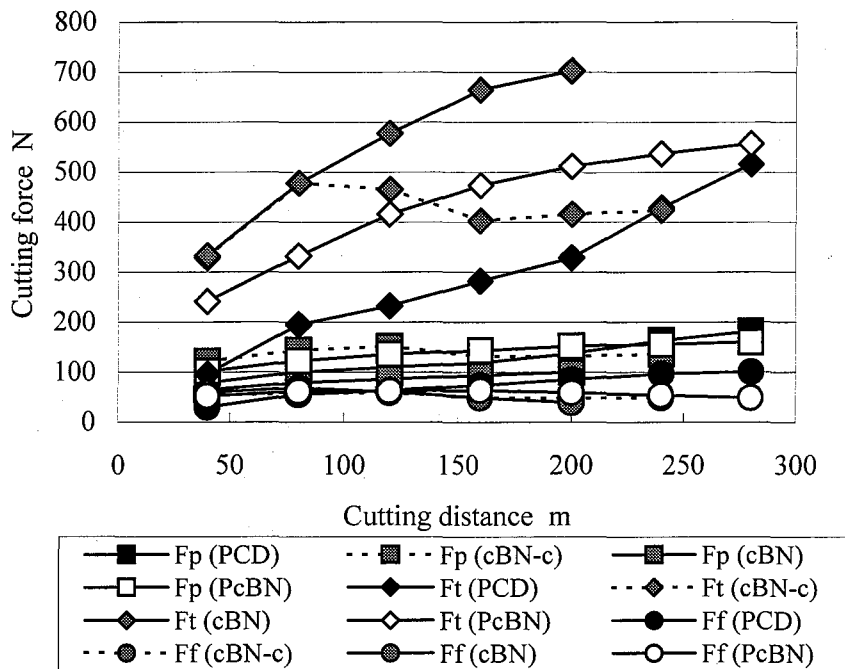 800
700
600
500
400
300
200
100
0
Cutting force N
0 50 100 150 200 250 300
Cutting distance m
Fp (PCD) Fp (cBN-c) Fp (cBN)
Fp (PcBN) Ft (PCD) Ft (cBN-c)
Ft (cBN) Ft (PcBN) Ff (PCD)
Ff (cBN-c) Ff (cBN) Ff (PcBN)